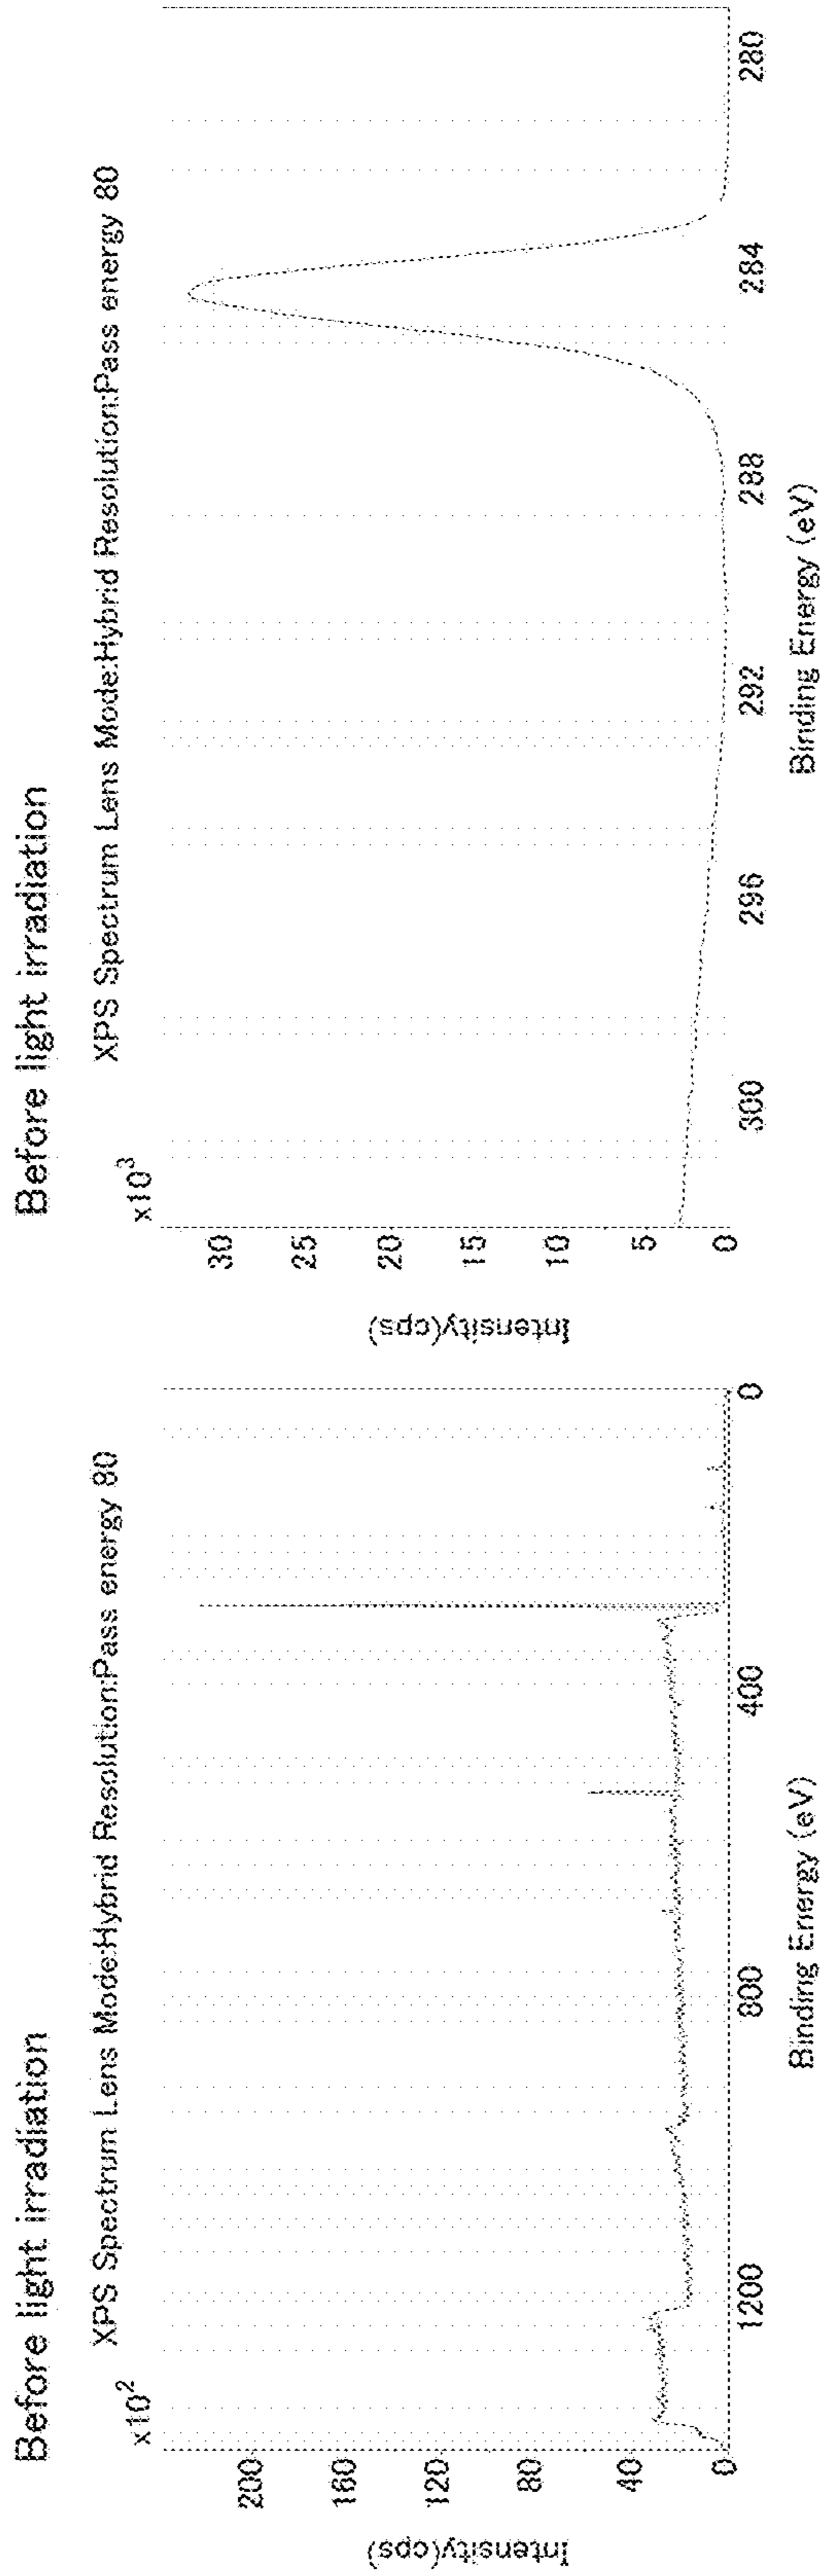 Before light irradiation
XPS Spectrum Lens Mode:Hybrid Resolution:Pass energy 80
x10²
Intensity(cps)
200
160
120
80
40
0
1200
800
400
0
Binding Energy (eV)
Before light irradiation
XPS Spectrum Lens Mode:Hybrid Resolution:Pass energy 80
x10³
Intensity(cps)
30
25
20
15
10
5
0
300
296
292
288
284
280
Binding Energy (eV)